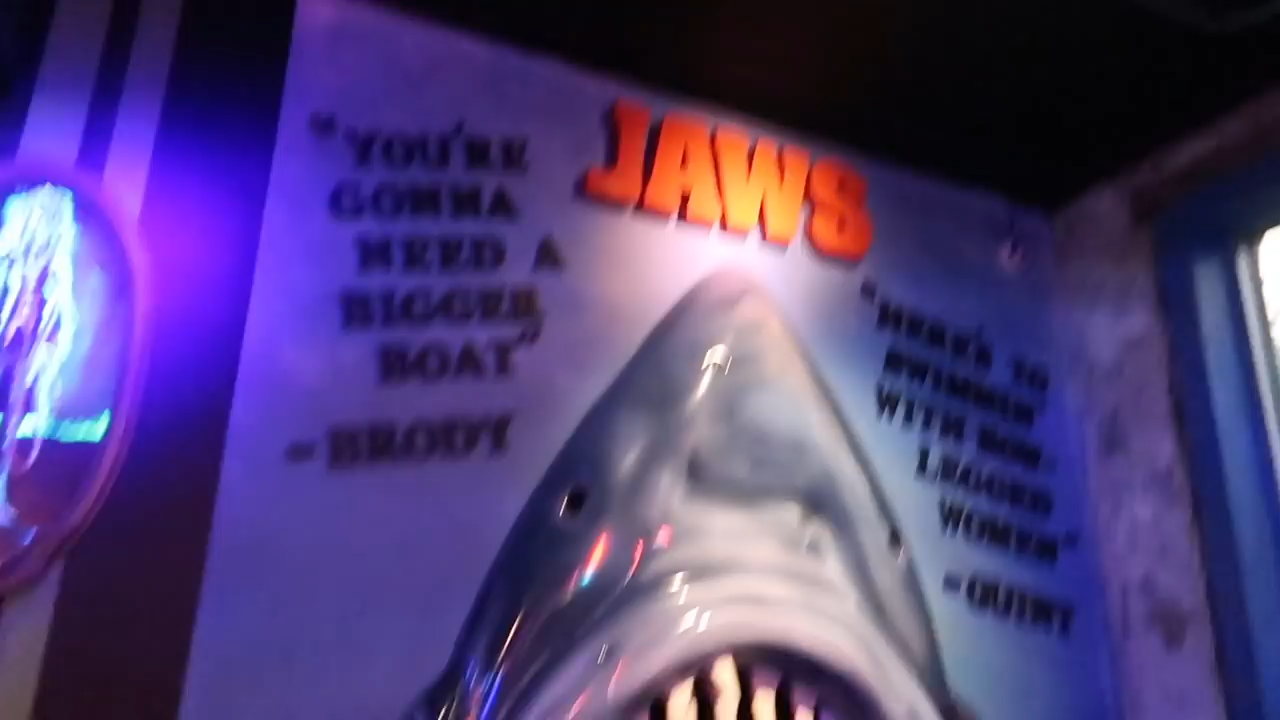 JAWS
"YOU'RE
GONNA
NEED A
BIGGER
BOAT"
-BRODY
"HERE'S TO
SWIMMIN'
WITH BOW-
LEGGED
WOMEN"
-QUINT